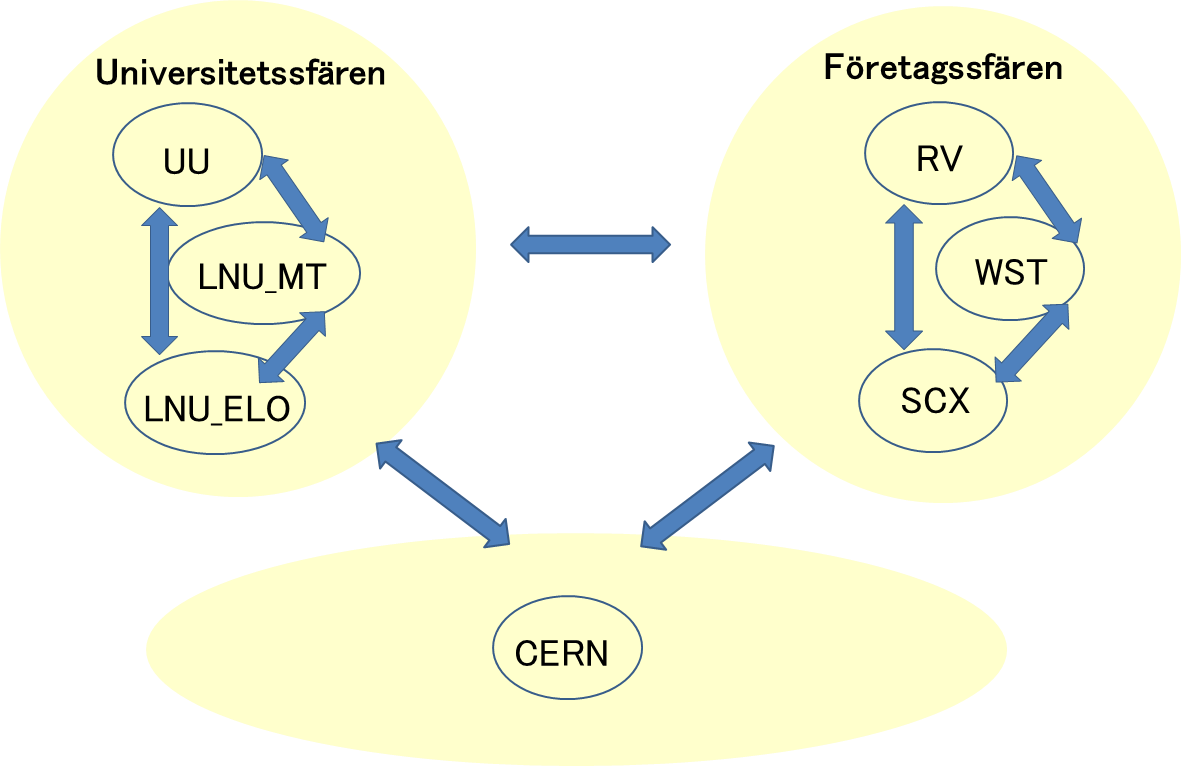 Universitetssfären
UU
LNU_MT
LNU_ELO
Företagssfären
RV
WST
SCX
CERN